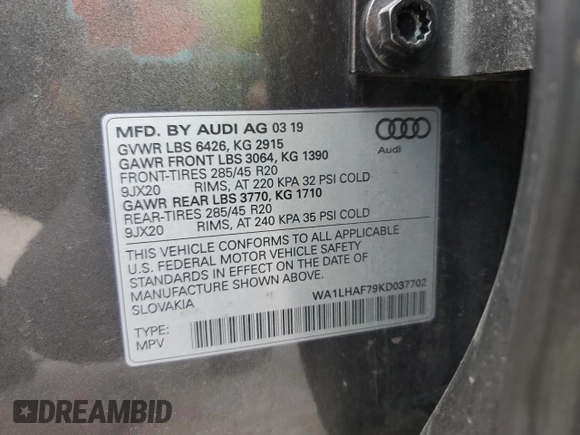 MFD. BY AUDI AG 03 19
GVWR LBS 6426, KG 2915
GAWR FRONT LBS 3064, KG 1390
FRONT-TIRES 285/45 R20
9JX20 RIMS, AT 220 KPA 32 PSI COLD
GAWR REAR LBS 3770, KG 1710
REAR-TIRES 285/45 R20
9JX20 RIMS, AT 240 KPA 35 PSI COLD
THIS VEHICLE CONFORMS TO ALL APPLICABLE
U.S. FEDERAL MOTOR VEHICLE SAFETY
STANDARDS IN EFFECT ON THE DATE OF
MANUFACTURE SHOWN ABOVE.
SLOVAKIA
WA1LHAF79KD037702
TYPE:
MPV
Audi
DREAMBID